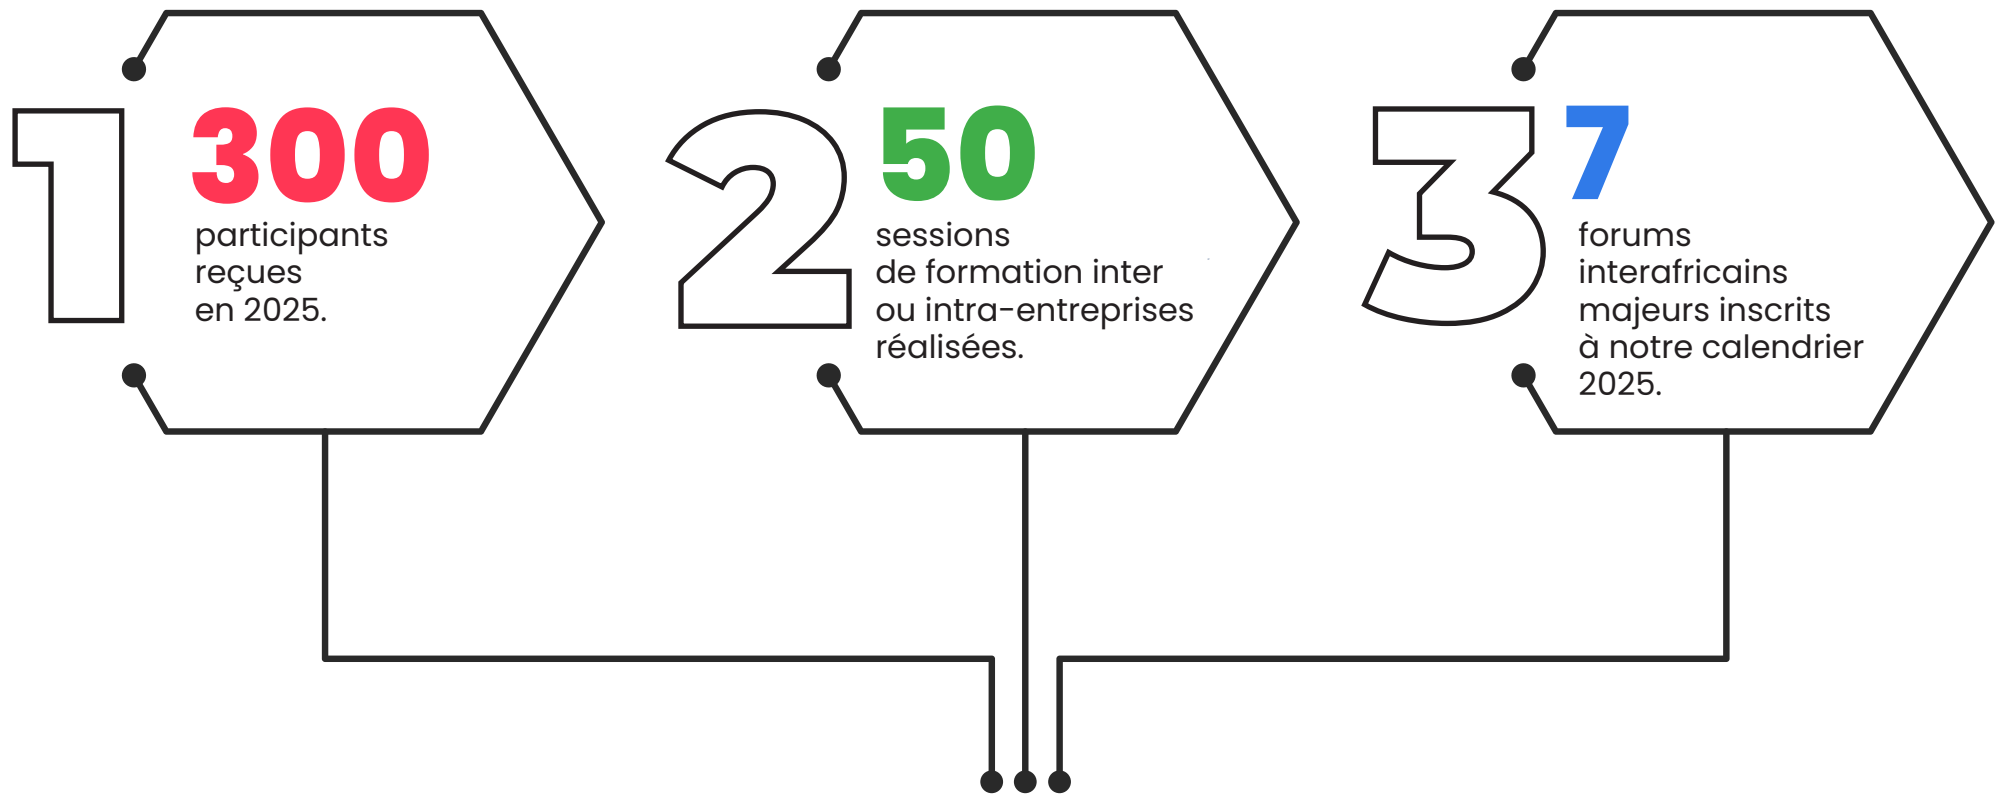 1
300
participants
reçues
en 2025.
2
50
sessions
de formation inter
ou intra-entreprises
réalisées.
3
7
forums
interafricains
majeurs inscrits
à notre calendrier
2025.